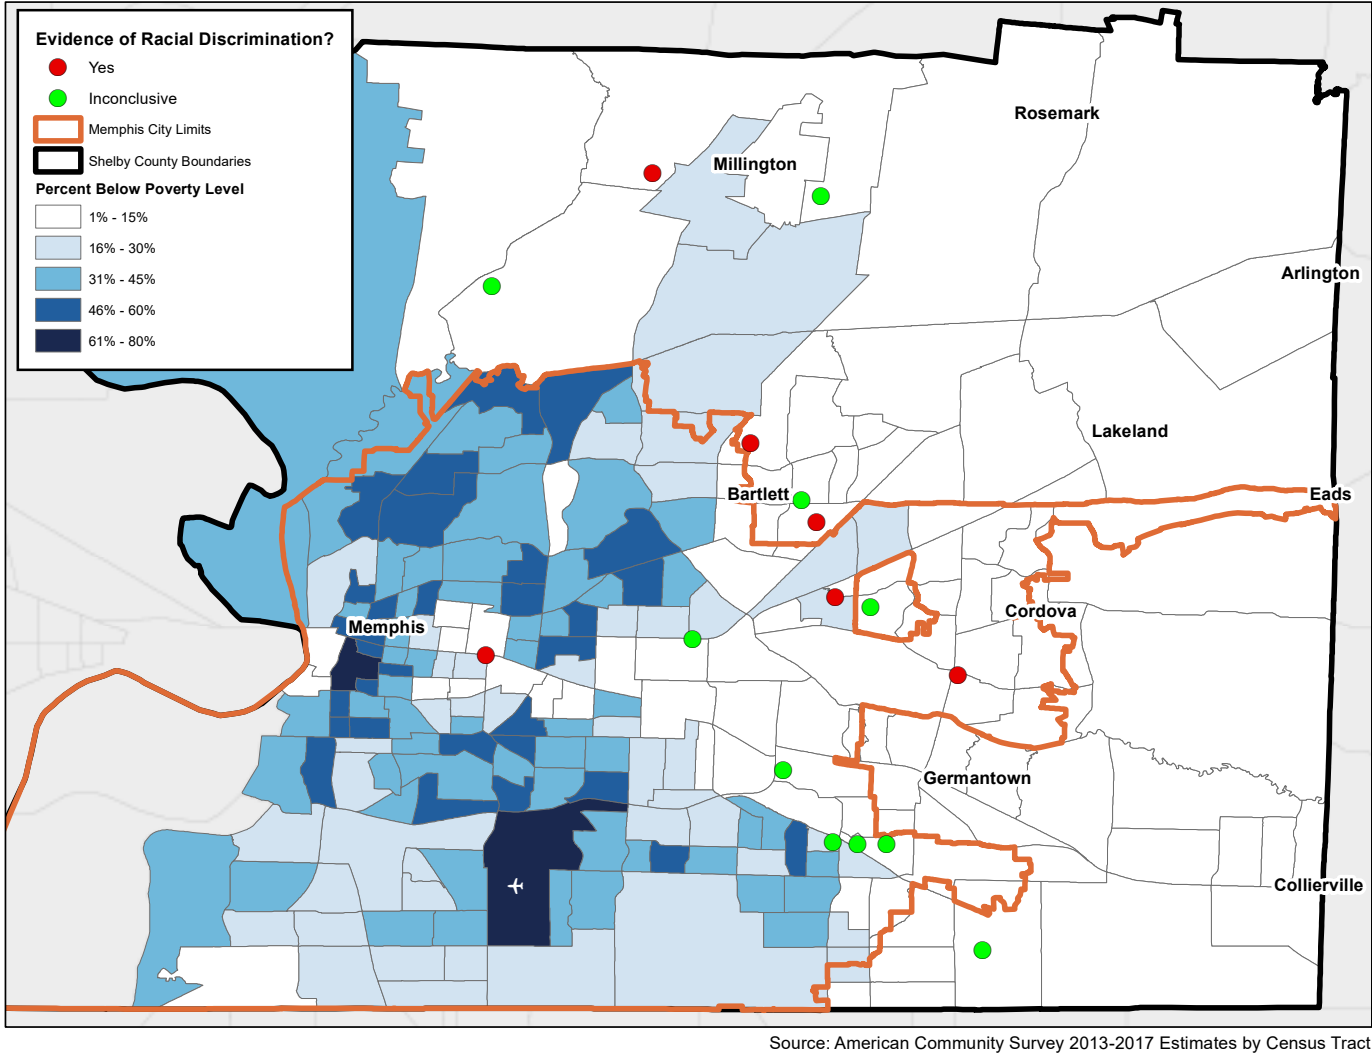 Evidence of Racial Discrimination?
Yes
Inconclusive
Memphis City Limits
Shelby County Boundaries
Percent Below Poverty Level
1% - 15%
16% - 30%
31% - 45%
46% - 60%
61% - 80%
Rosemark
Millington
Arlington
Lakeland
Bartlett
Eads
Cordova
Memphis
Germantown
Collierville
Source: American Community Survey 2013-2017 Estimates by Census Tract